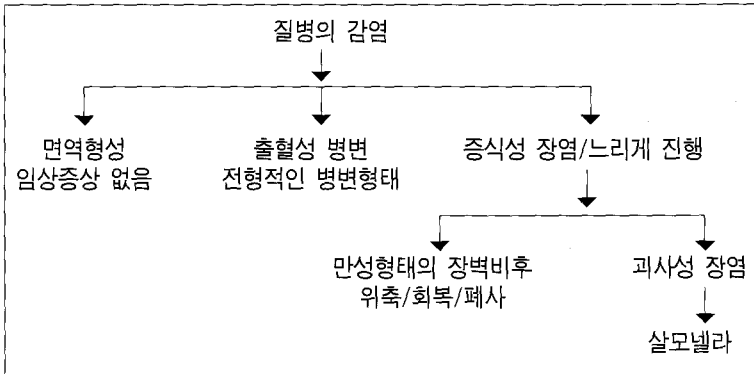 질병의 감염
면역형성
임상증상 없음
출혈성 병변
전형적인 병변형태
증식성 장염/느리게 진행
만성형태의 장벽비후
위축/회복/폐사
괴사성 장염
살모넬라